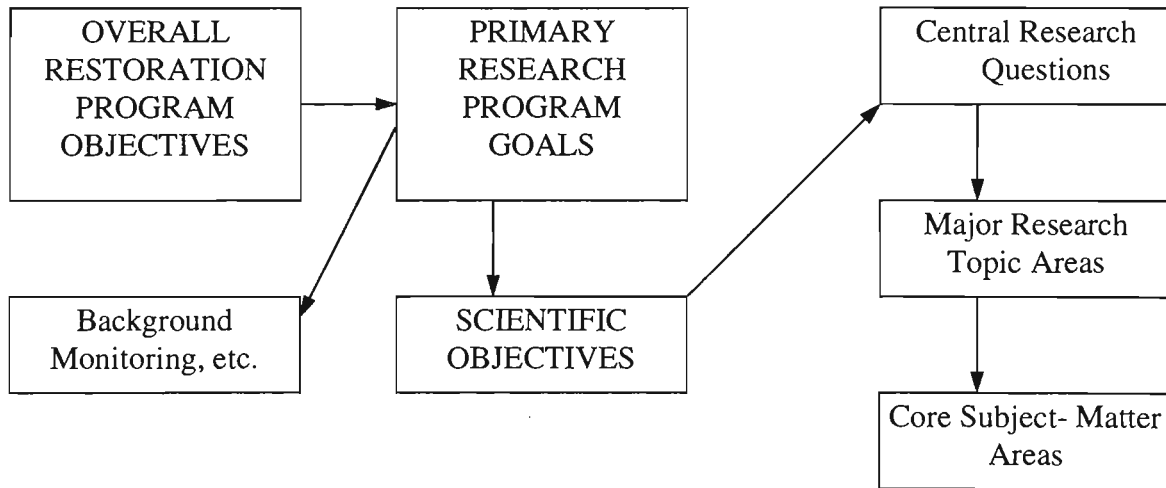 OVERALL
RESTORATION
PROGRAM
OBJECTIVES
PRIMARY
RESEARCH
PROGRAM
GOALS
Background
Monitoring, etc.
SCIENTIFIC
OBJECTIVES
Central Research
Questions
Major Research
Topic Areas
Core Subject- Matter
Areas